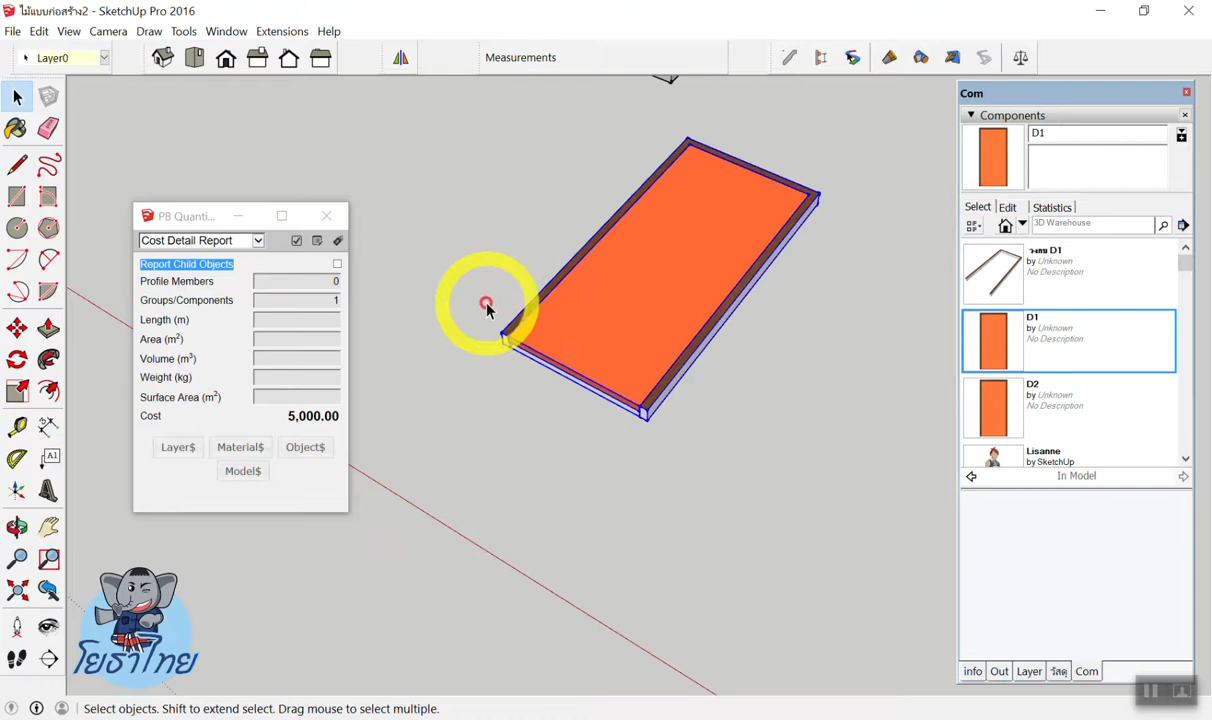 ไม้แบบก่อสร้าง2 - SketchUp Pro 2016
File Edit View Camera Draw Tools Window Extensions Help
Layer0
Measurements
Com
Components
D1
Select Edit Statistics
3D Warehouse
วงกบ D1
by Unknown
No Description
D1
by Unknown
No Description
D2
by Unknown
No Description
Lisanne
by SketchUp
In Model
info Out Layer วัสดุ Com
PB Quanti...
Cost Detail Report
Report Child Objects
Profile Members 0
Groups/Components 1
Length (m)
Area (m²)
Volume (m³)
Weight (kg)
Surface Area (m²)
Cost 5,000.00
Layer$ Material$ Object$
Model$
A1
โยธาไทย
Select objects. Shift to extend select. Drag mouse to select multiple.